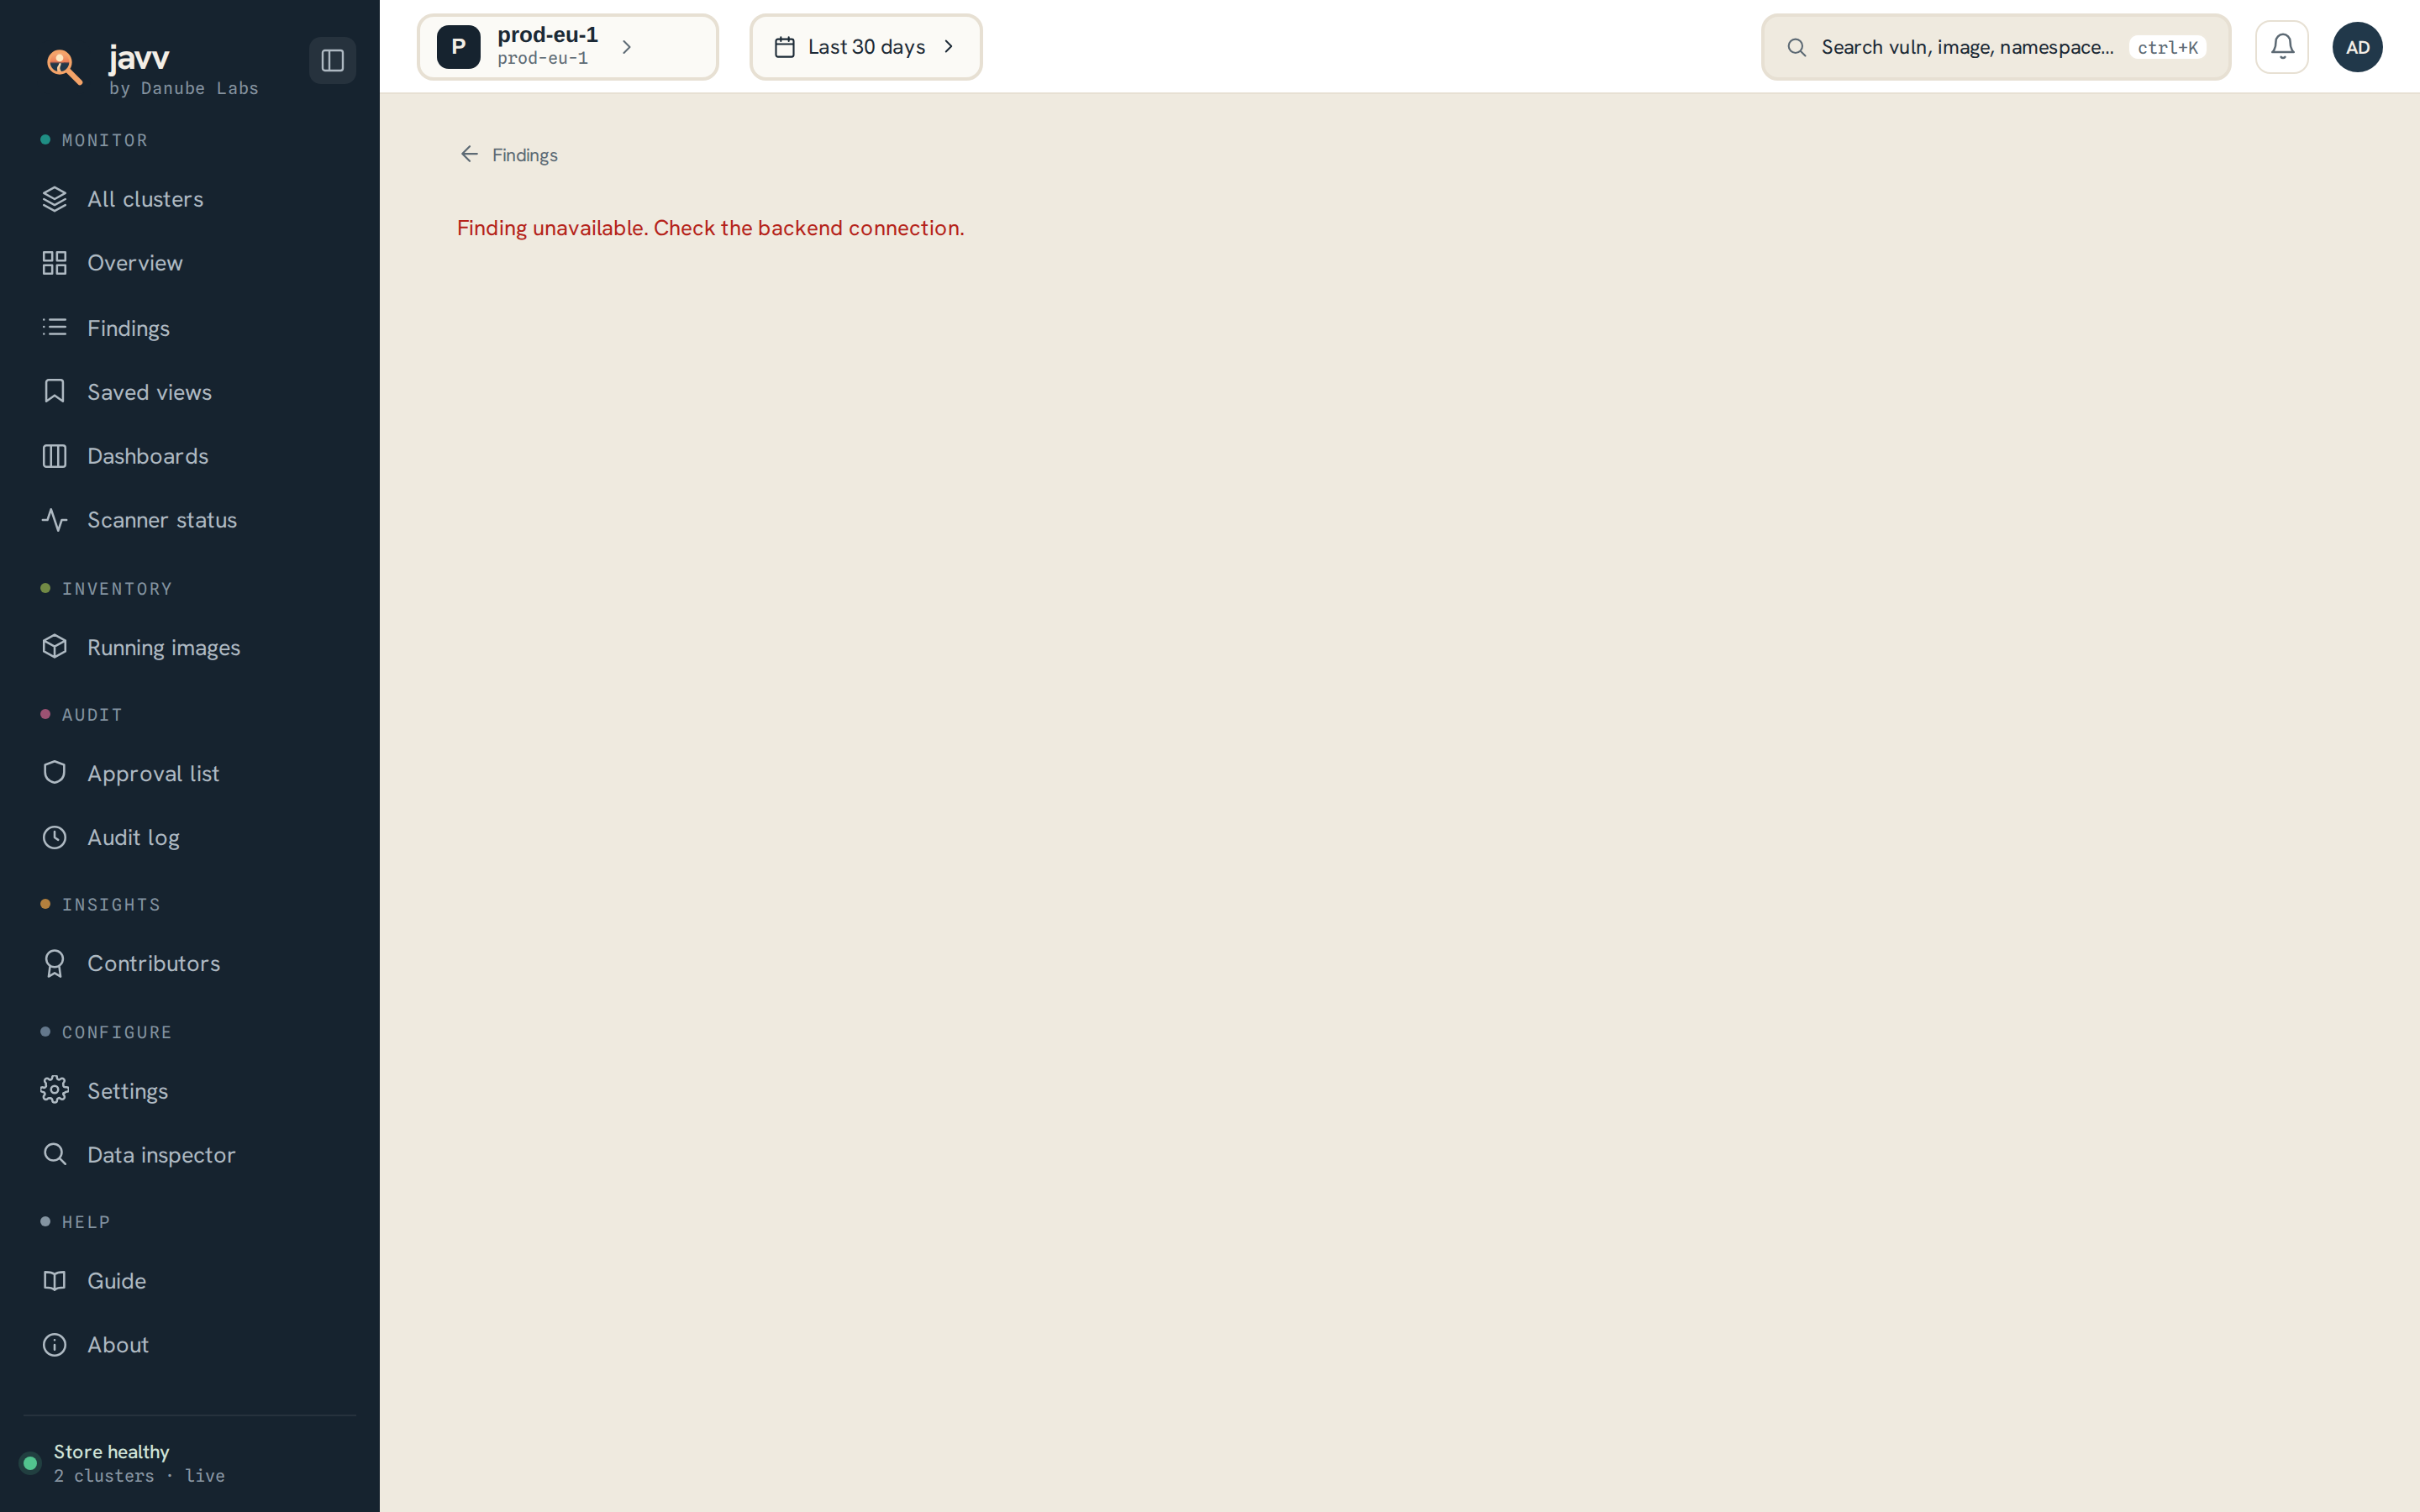 javv
by Danube Labs
MONITOR
All clusters
Overview
Findings
Saved views
Dashboards
Scanner status
INVENTORY
Running images
AUDIT
Approval list
Audit log
INSIGHTS
Contributors
CONFIGURE
Settings
Data inspector
HELP
Guide
About
Store healthy
2 clusters · live
P
prod-eu-1
prod-eu-1
Last 30 days
Search vuln, image, namespace...
ctrl+K
AD
Findings
Finding unavailable. Check the backend connection.